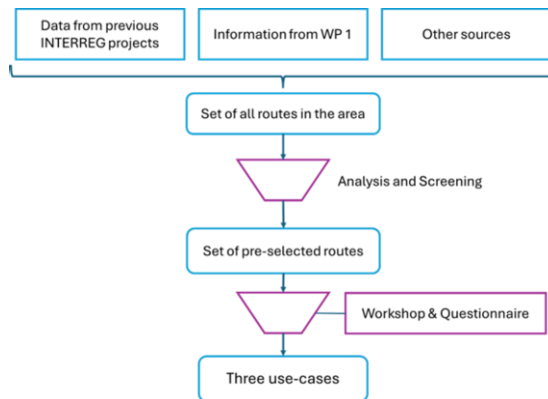 Data from previous
INTERREG projects
Information from WP 1
Other sources
Set of all routes in the area
Analysis and Screening
Set of pre-selected routes
Workshop & Questionnaire
Three use-cases